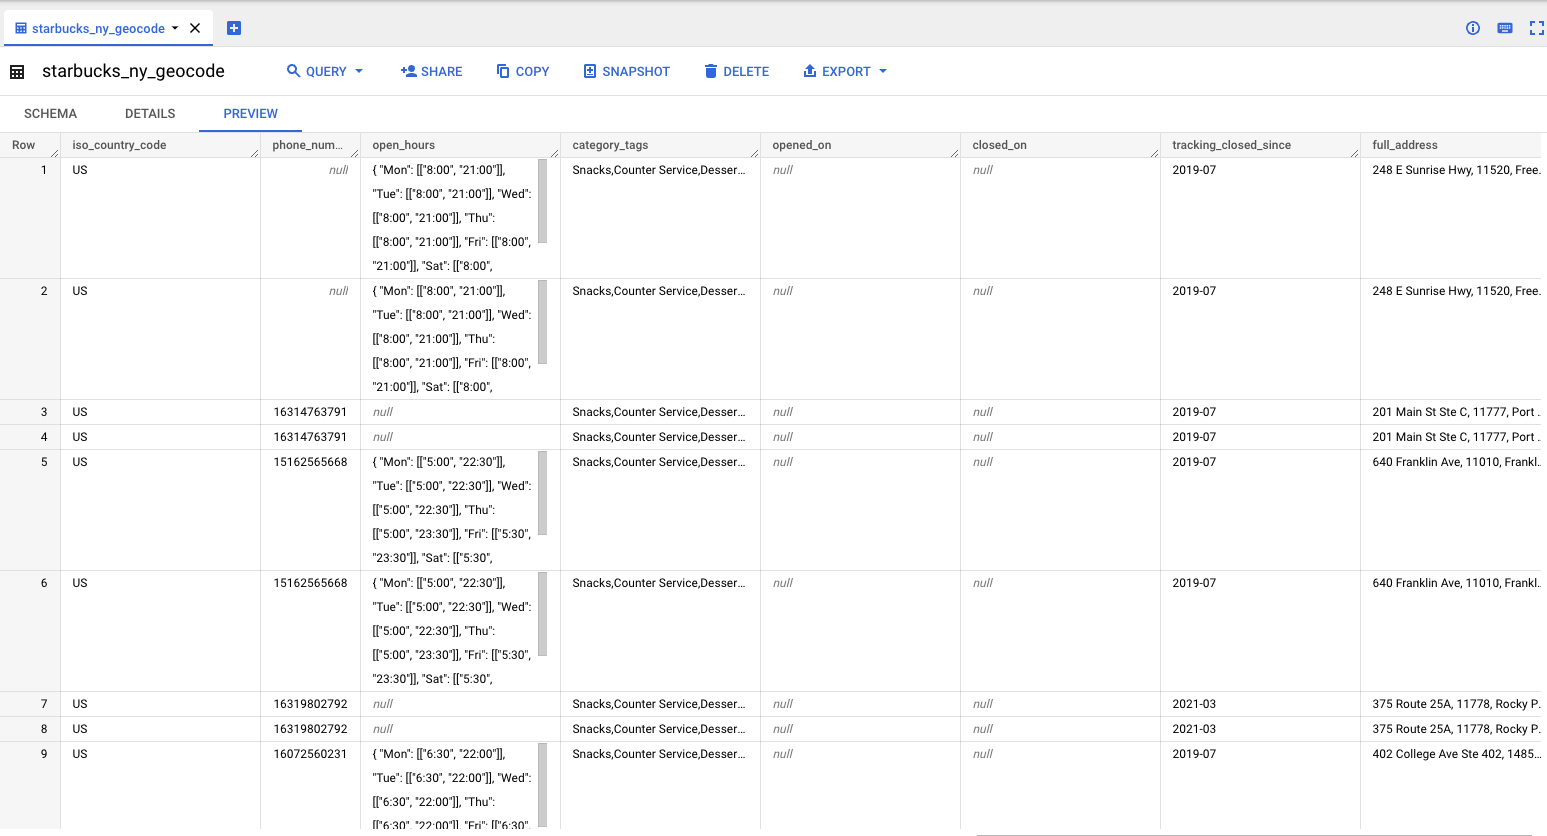 starbucks_ny_geocode
starbucks_ny_geocode QUERY SHARE COPY SNAPSHOT DELETE EXPORT
SCHEMA DETAILS PREVIEW
Row iso_country_code phone_num... open_hours category_tags opened_on closed_on tracking_closed_since full_address
1 US null { "Mon": [["8:00", "21:00"]], Snacks,Counter Service,Desser... null null 2019-07 248 E Sunrise Hwy, 11520, Free.
"Tue": [["8:00", "21:00"]], "Wed":
[["8:00", "21:00"]], "Thu":
[["8:00", "21:00"]], "Fri": [["8:00",
"21:00"]], "Sat": [["8:00",
2 US null { "Mon": [["8:00", "21:00"]], Snacks,Counter Service,Desser... null null 2019-07 248 E Sunrise Hwy, 11520, Free.
"Tue": [["8:00", "21:00"]], "Wed":
[["8:00", "21:00"]], "Thu":
[["8:00", "21:00"]], "Fri": [["8:00",
"21:00"]], "Sat": [["8:00",
3 US 16314763791 null Snacks,Counter Service,Desser... null null 2019-07 201 Main St Ste C, 11777, Port ..
4 US 16314763791 null Snacks,Counter Service,Desser... null null 2019-07 201 Main St Ste C, 11777, Port ..
5 US 15162565668 { "Mon": [["5:00", "22:30"]], Snacks,Counter Service,Desser... null null 2019-07 640 Franklin Ave, 11010, Frankl..
"Tue": [["5:00", "22:30"]], "Wed":
[["5:00", "22:30"]], "Thu":
[["5:00", "23:30"]], "Fri": [["5:30",
"23:30"]], "Sat": [["5:30",
6 US 15162565668 { "Mon": [["5:00", "22:30"]], Snacks,Counter Service,Desser... null null 2019-07 640 Franklin Ave, 11010, Frankl..
"Tue": [["5:00", "22:30"]], "Wed":
[["5:00", "22:30"]], "Thu":
[["5:00", "23:30"]], "Fri": [["5:30",
"23:30"]], "Sat": [["5:30",
7 US 16319802792 null Snacks,Counter Service,Desser... null null 2021-03 375 Route 25A, 11778, Rocky P.
8 US 16319802792 null Snacks,Counter Service,Desser... null null 2021-03 375 Route 25A, 11778, Rocky P.
9 US 16072560231 { "Mon": [["6:30", "22:00"]], Snacks,Counter Service,Desser... null null 2019-07 402 College Ave Ste 402, 1485...
"Tue": [["6:30", "22:00"]], "Wed":
[["6:30", "22:00"]], "Thu":
[["6:30", "22:00"]], "Fri": [["6:30",